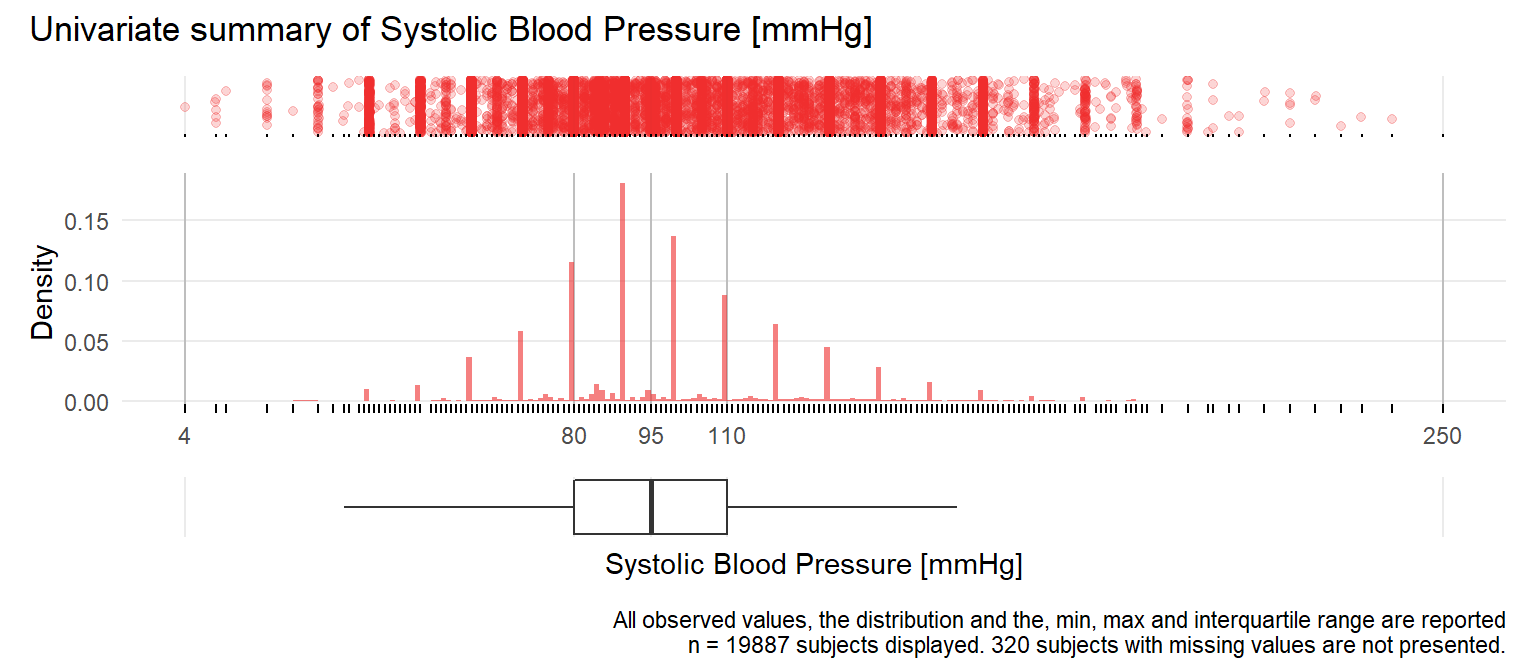 Univariate summary of Systolic Blood Pressure [mmHg]
Density
0.15
0.10
0.05
0.00
4 80 95 110 250
Systolic Blood Pressure [mmHg]
All observed values, the distribution and the, min, max and interquartile range are reported
n = 19887 subjects displayed. 320 subjects with missing values are not presented.